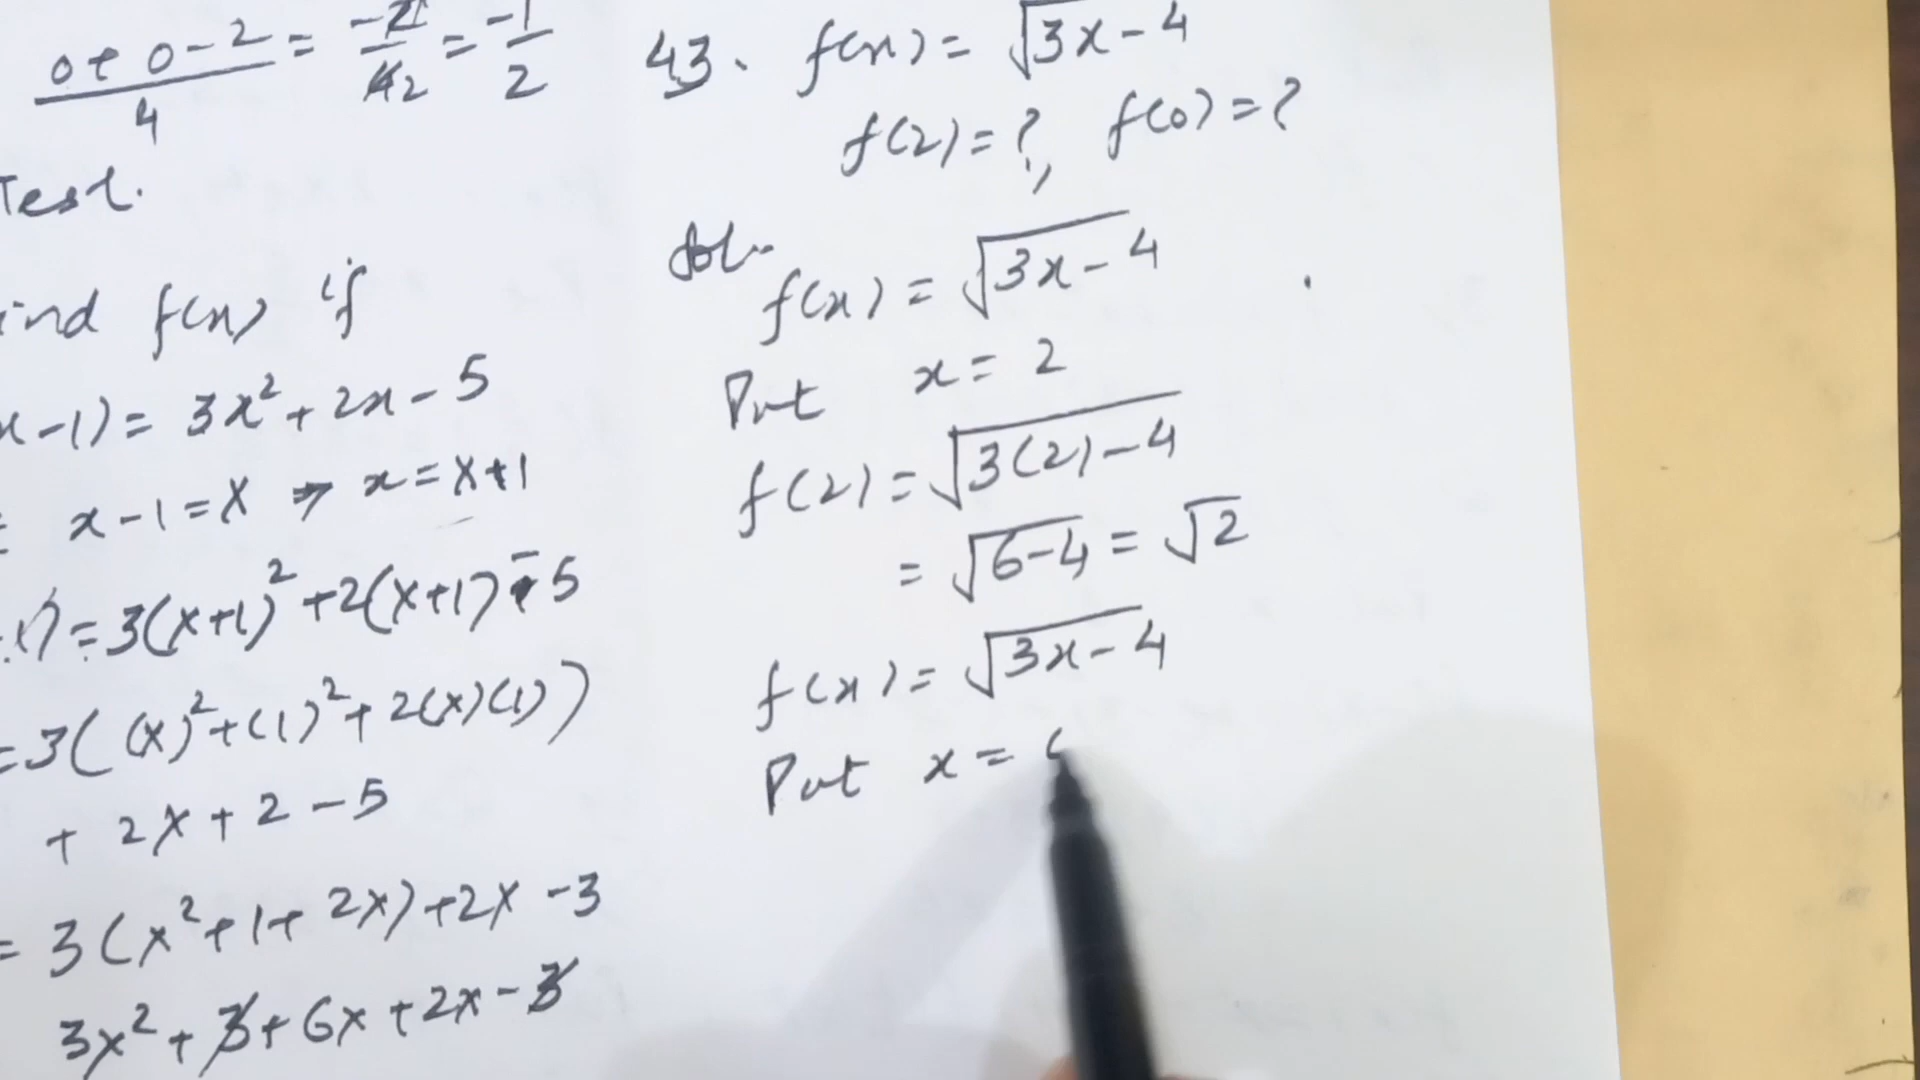 0+0-2/4 = -2/4 2 = -1/2
Test.
ind f(x) if
x-1) = 3x²+2x-5
x-1=X ⇒ x=X+1
x) = 3(x+1)²+2(x+1)-5
=3((x)²+(1)²+2(x)(1))
+ 2x+2-5
= 3(x²+1+2x)+2x-3
3x²+3+6x+2x-3
43. f(x) = √3x-4
f(2)=?, f(0)=?
Sol-
f(x) = √3x-4
Put x=2
f(2) = √3(2)-4
= √6-4 = √2
f(x) = √3x-4
Put x =